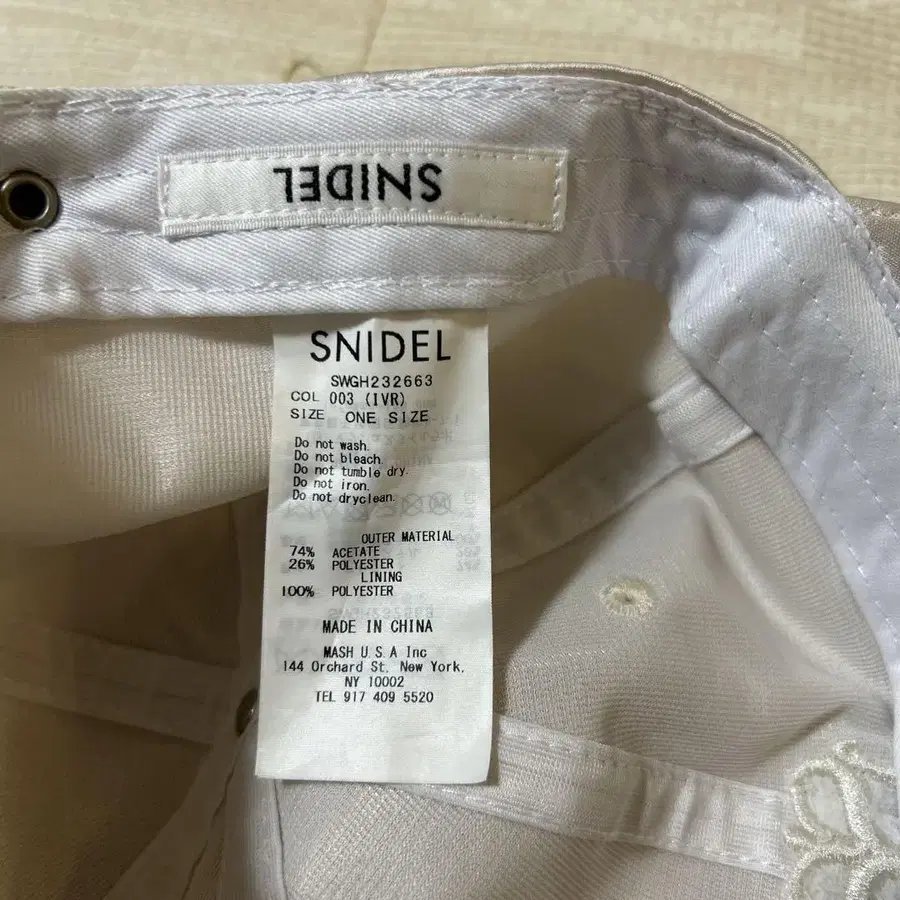 SNIDEL
SNIDEL
SWGH232663
COL 003 (IVR)
SIZE ONE SIZE
Do not wash.
Do not bleach.
Do not tumble dry.
Do not iron.
Do not dryclean.
OUTER MATERIAL
74% ACETATE
26% POLYESTER
LINING
100% POLYESTER
MADE IN CHINA
MASH U.S.A Inc
144 Orchard St, New York,
NY 10002
TEL 917 409 5520